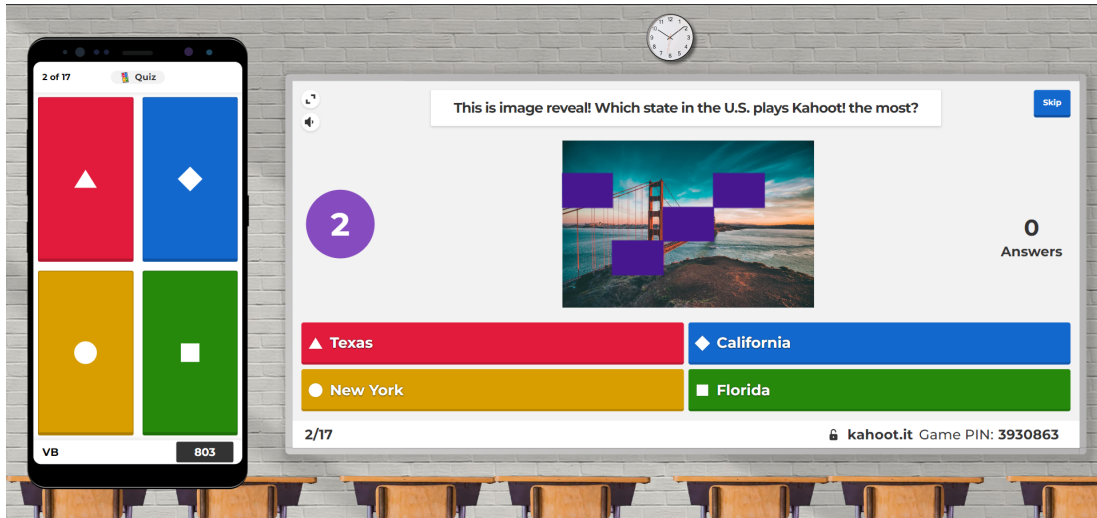 2 of 17
Quiz
VB
803
This is image reveal! Which state in the U.S. plays Kahoot! the most?
Skip
2
0
Answers
Texas
California
New York
Florida
2/17
kahoot.it Game PIN: 3930863